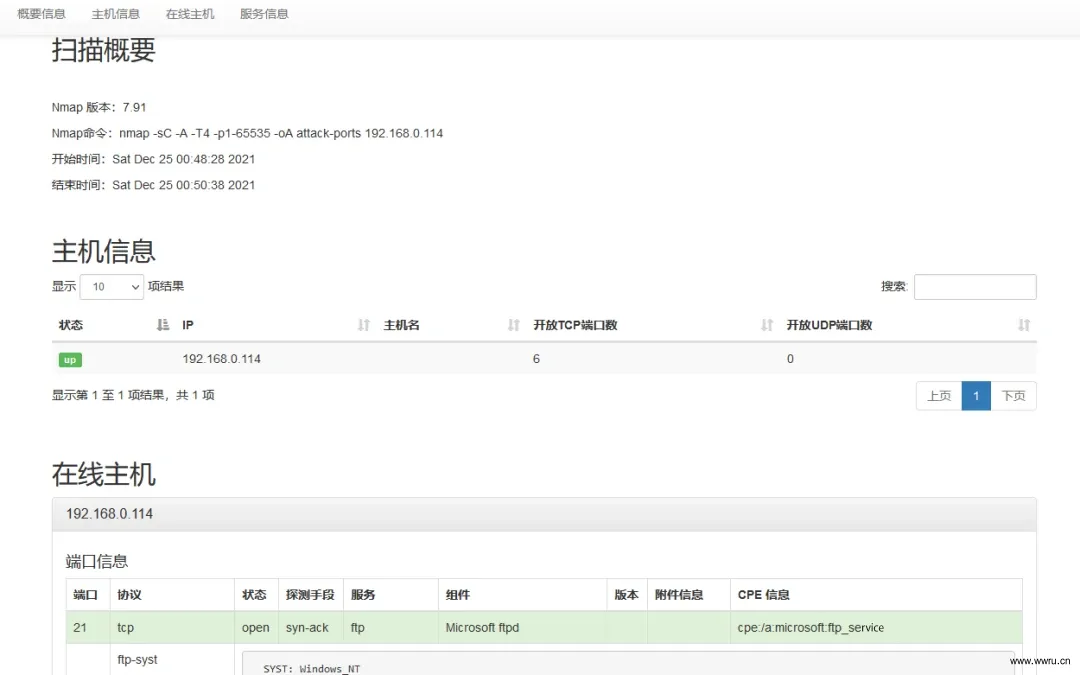 概要信息 主机信息 在线主机 服务信息
扫描概要
Nmap 版本：7.91
Nmap命令：nmap -sC -A -T4 -p1-65535 -oA attack-ports 192.168.0.114
开始时间：Sat Dec 25 00:48:28 2021
结束时间：Sat Dec 25 00:50:38 2021
主机信息
显示 10 项结果 搜索:
状态 IP 主机名 开放TCP端口数 开放UDP端口数
up 192.168.0.114 6 0
显示第 1 至 1 项结果，共 1 项 上页 1 下页
在线主机
192.168.0.114
端口信息
端口 协议 状态 探测手段 服务 组件 版本 附件信息 CPE 信息
21 tcp open syn-ack ftp Microsoft ftpd cpe:/a:microsoft:ftp_service
ftp-syst SYST: Windows_NT
www.wwru.cn